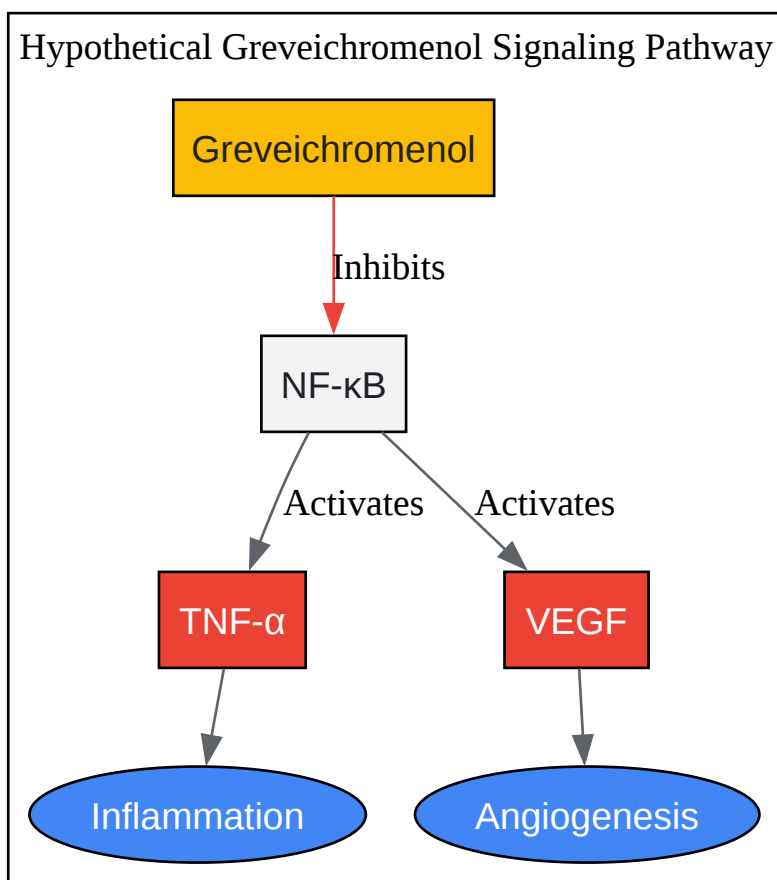 Hypothetical Greveichromenol Signaling Pathway
Greveichromenol
Inhibits
NF-κB
Activates
Activates
TNF-α
VEGF
Inflammation
Angiogenesis